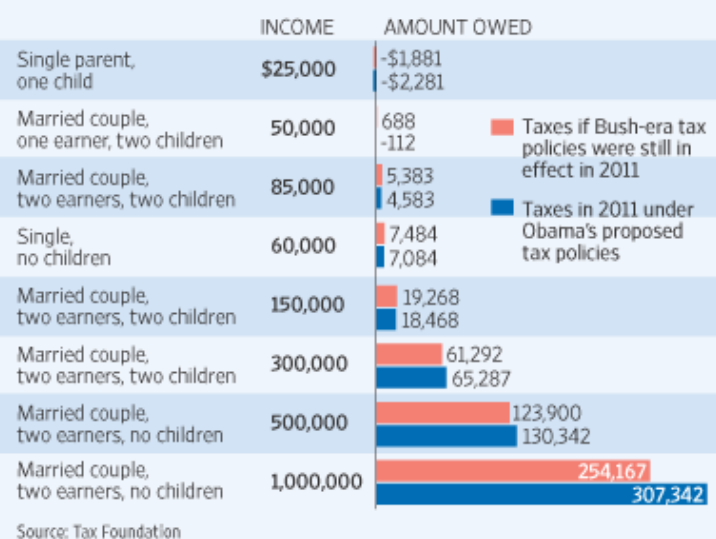 INCOME AMOUNT OWED
Single parent,
one child
$25,000
-$1,881
-$2,281
Married couple,
one earner, two children
50,000
688
-112
Married couple,
two earners, two children
85,000
5,383
4,583
Single,
no children
60,000
7,484
7,084
Married couple,
two earners, two children
150,000
19,268
18,468
Married couple,
two earners, two children
300,000
61,292
65,287
Married couple,
two earners, no children
500,000
123,900
130,342
Married couple,
two earners, no children
1,000,000
254,167
307,342
Taxes if Bush-era tax
policies were still in
effect in 2011
Taxes in 2011 under
Obama's proposed
tax policies
Source: Tax Foundation